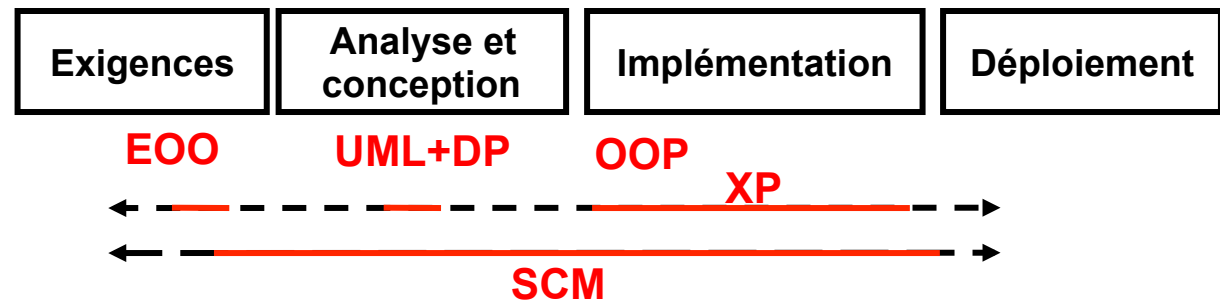 Exigences
Analyse et
conception
Implémentation
Déploiement
EOO
UML+DP
OOP
XP
SCM